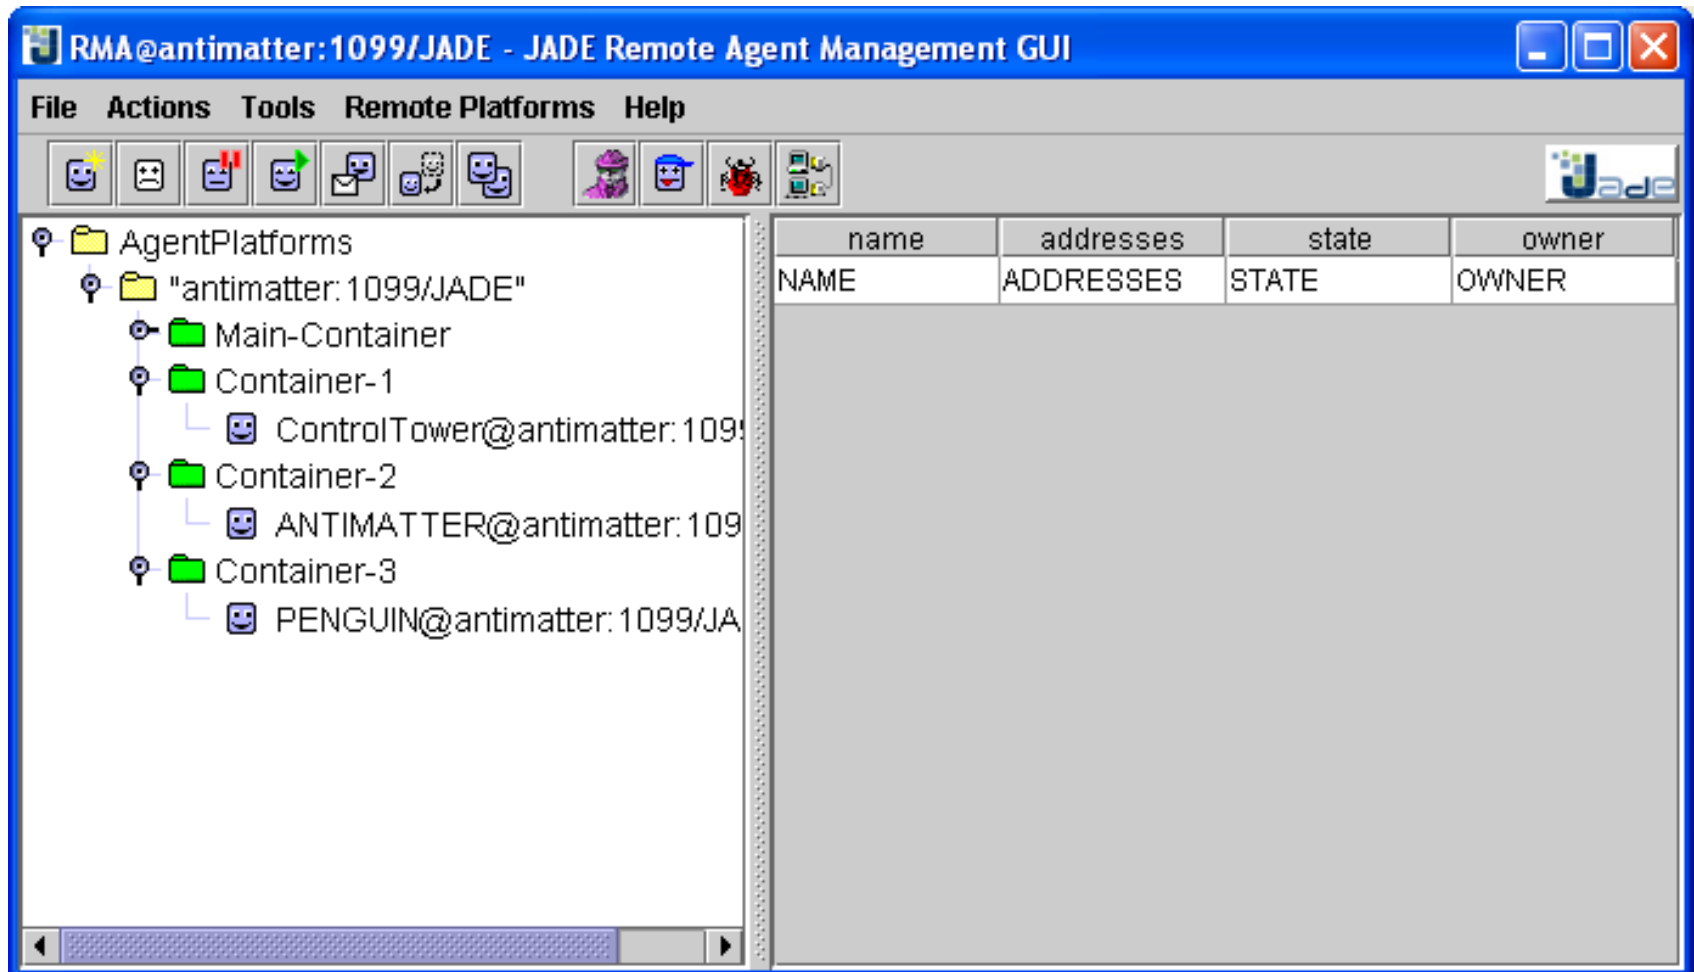 RMA@antimatter:1099/JADE - JADE Remote Agent Management GUI
File Actions Tools Remote Platforms Help
Jade
AgentPlatforms
"antimatter:1099/JADE"
Main-Container
Container-1
ControlTower@antimatter:109
Container-2
ANTIMATTER@antimatter:109
Container-3
PENGUIN@antimatter:1099/JA
name addresses state owner
NAME ADDRESSES STATE OWNER